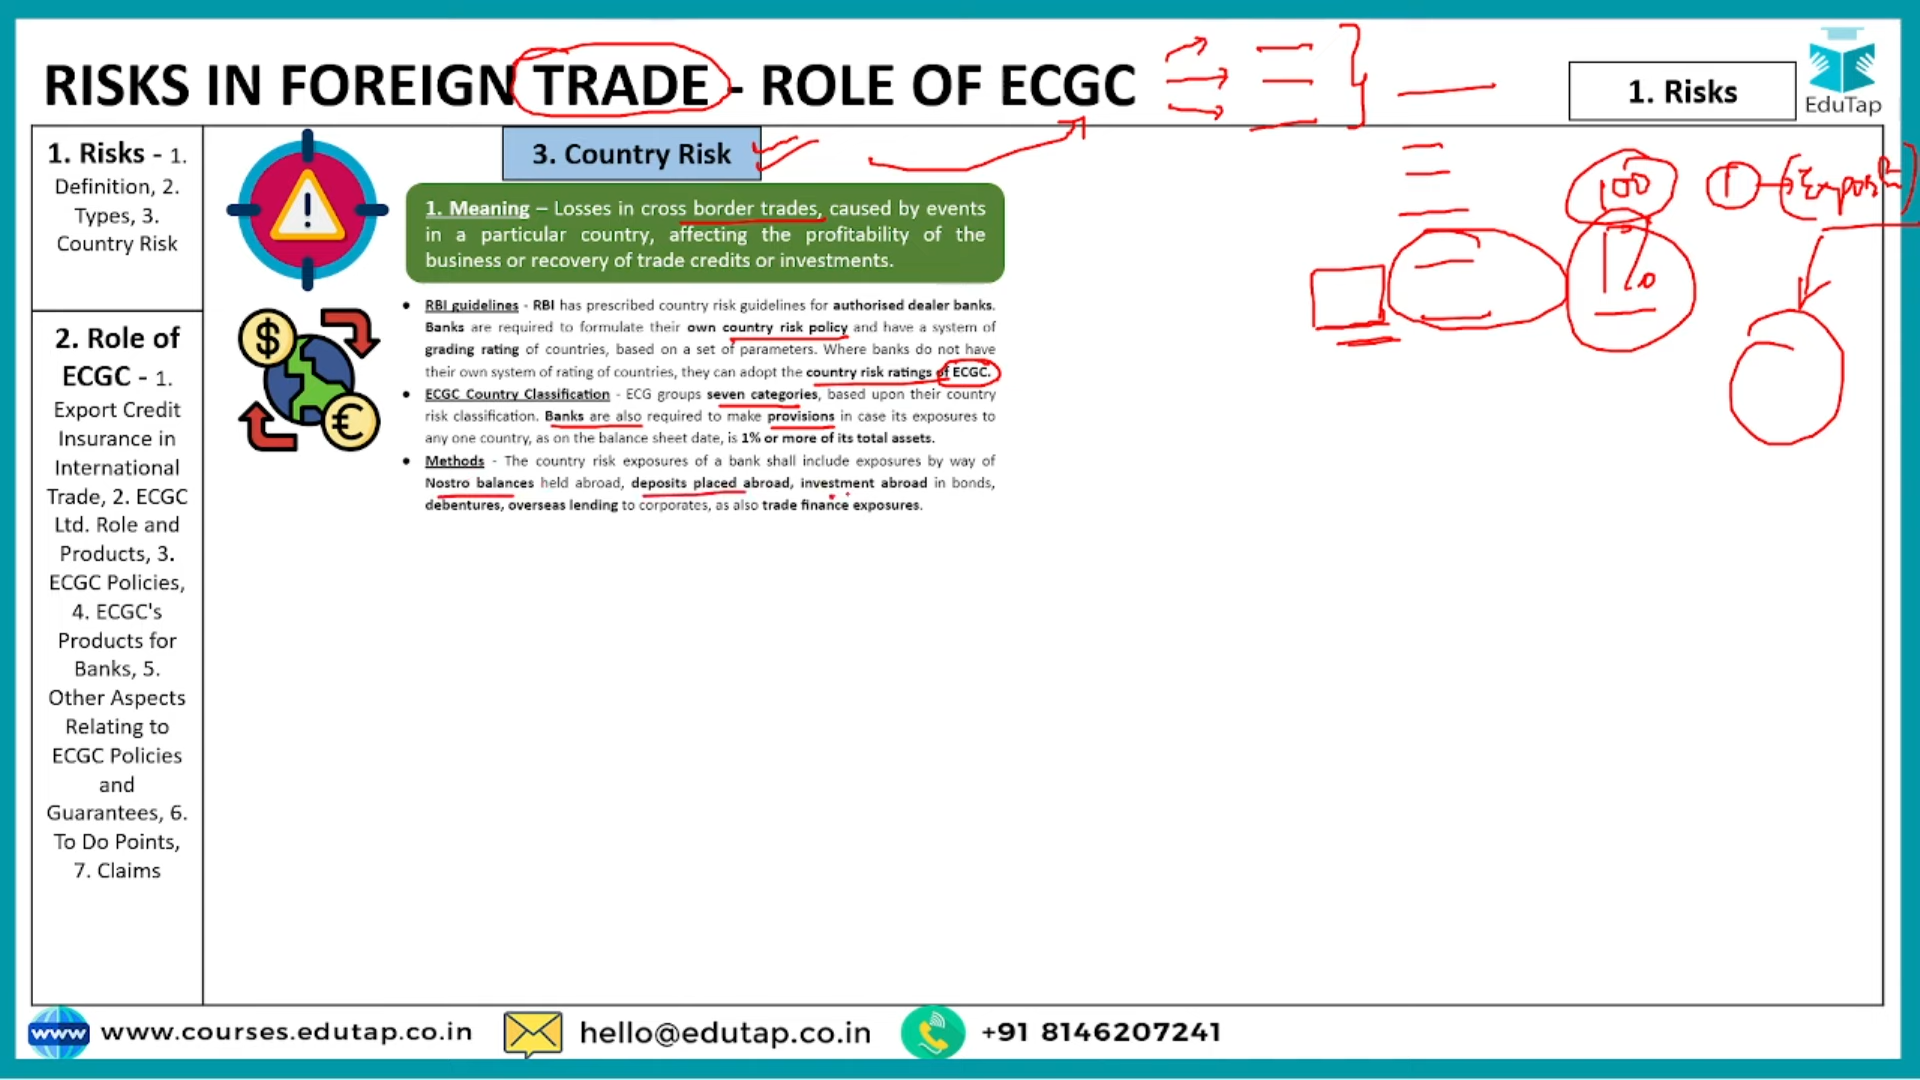 RISKS IN FOREIGN TRADE - ROLE OF ECGC
1. Risks
EduTap
1. Risks - 1.
Definition, 2.
Types, 3.
Country Risk
2. Role of
ECGC - 1.
Export Credit
Insurance in
International
Trade, 2. ECGC
Ltd. Role and
Products, 3.
ECGC Policies,
4. ECGC's
Products for
Banks, 5.
Other Aspects
Relating to
ECGC Policies
and
Guarantees, 6.
To Do Points,
7. Claims
3. Country Risk
1. Meaning – Losses in cross border trades, caused by events
in a particular country, affecting the profitability of the
business or recovery of trade credits or investments.
• RBI guidelines - RBI has prescribed country risk guidelines for authorised dealer banks.
Banks are required to formulate their own country risk policy and have a system of
grading rating of countries, based on a set of parameters. Where banks do not have
their own system of rating of countries, they can adopt the country risk ratings of ECGC.
• ECGC Country Classification - ECG groups seven categories, based upon their country
risk classification. Banks are also required to make provisions in case its exposures to
any one country, as on the balance sheet date, is 1% or more of its total assets.
• Methods - The country risk exposures of a bank shall include exposures by way of
Nostro balances held abroad, deposits placed abroad, investment abroad in bonds,
debentures, overseas lending to corporates, as also trade finance exposures.
100
1
1%
www
www.courses.edutap.co.in
hello@edutap.co.in
+91 8146207241